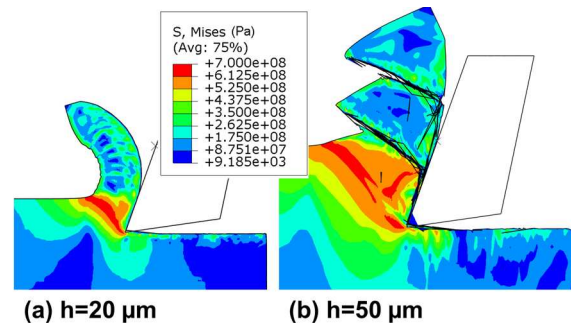 S, Mises (Pa)
(Avg: 75%)
+7.000e+08
+6.125e+08
+5.250e+08
+4.375e+08
+3.500e+08
+2.625e+08
+1.750e+08
+8.751e+07
+9.185e+03
(a) h=20 μm
(b) h=50 μm